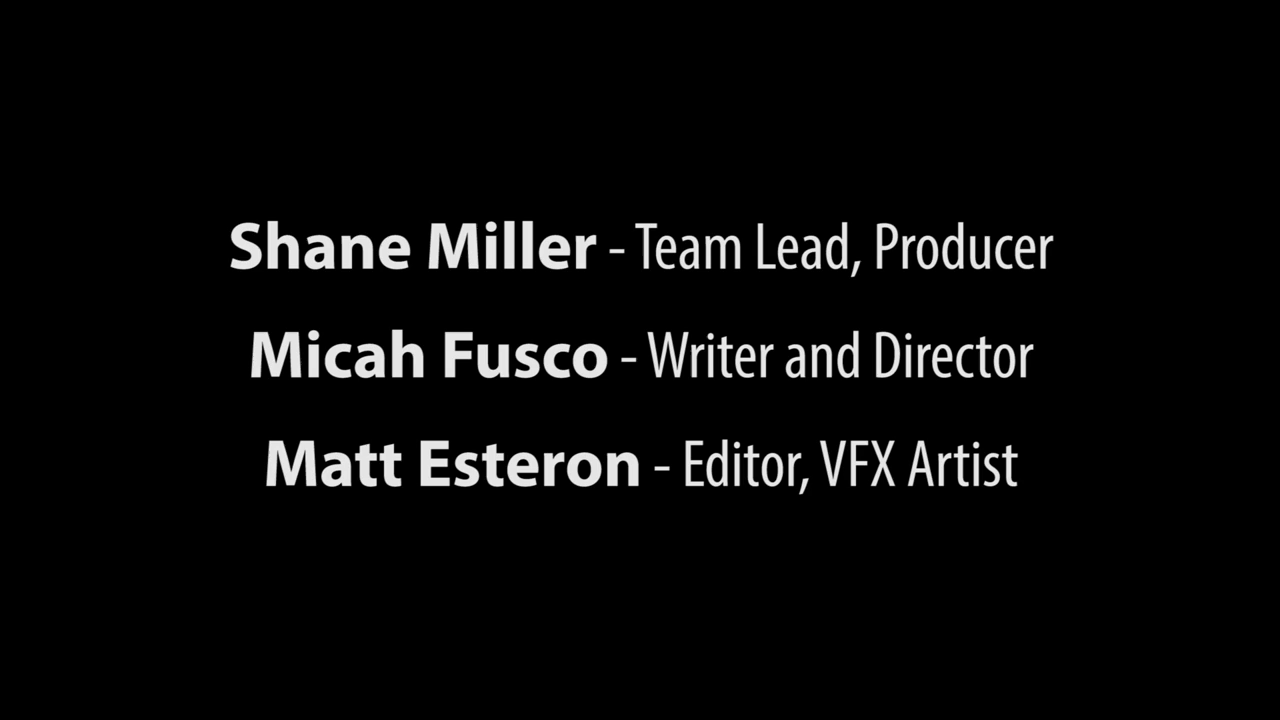 Shane Miller - Team Lead, Producer
Micah Fusco - Writer and Director
Matt Esteron - Editor, VFX Artist